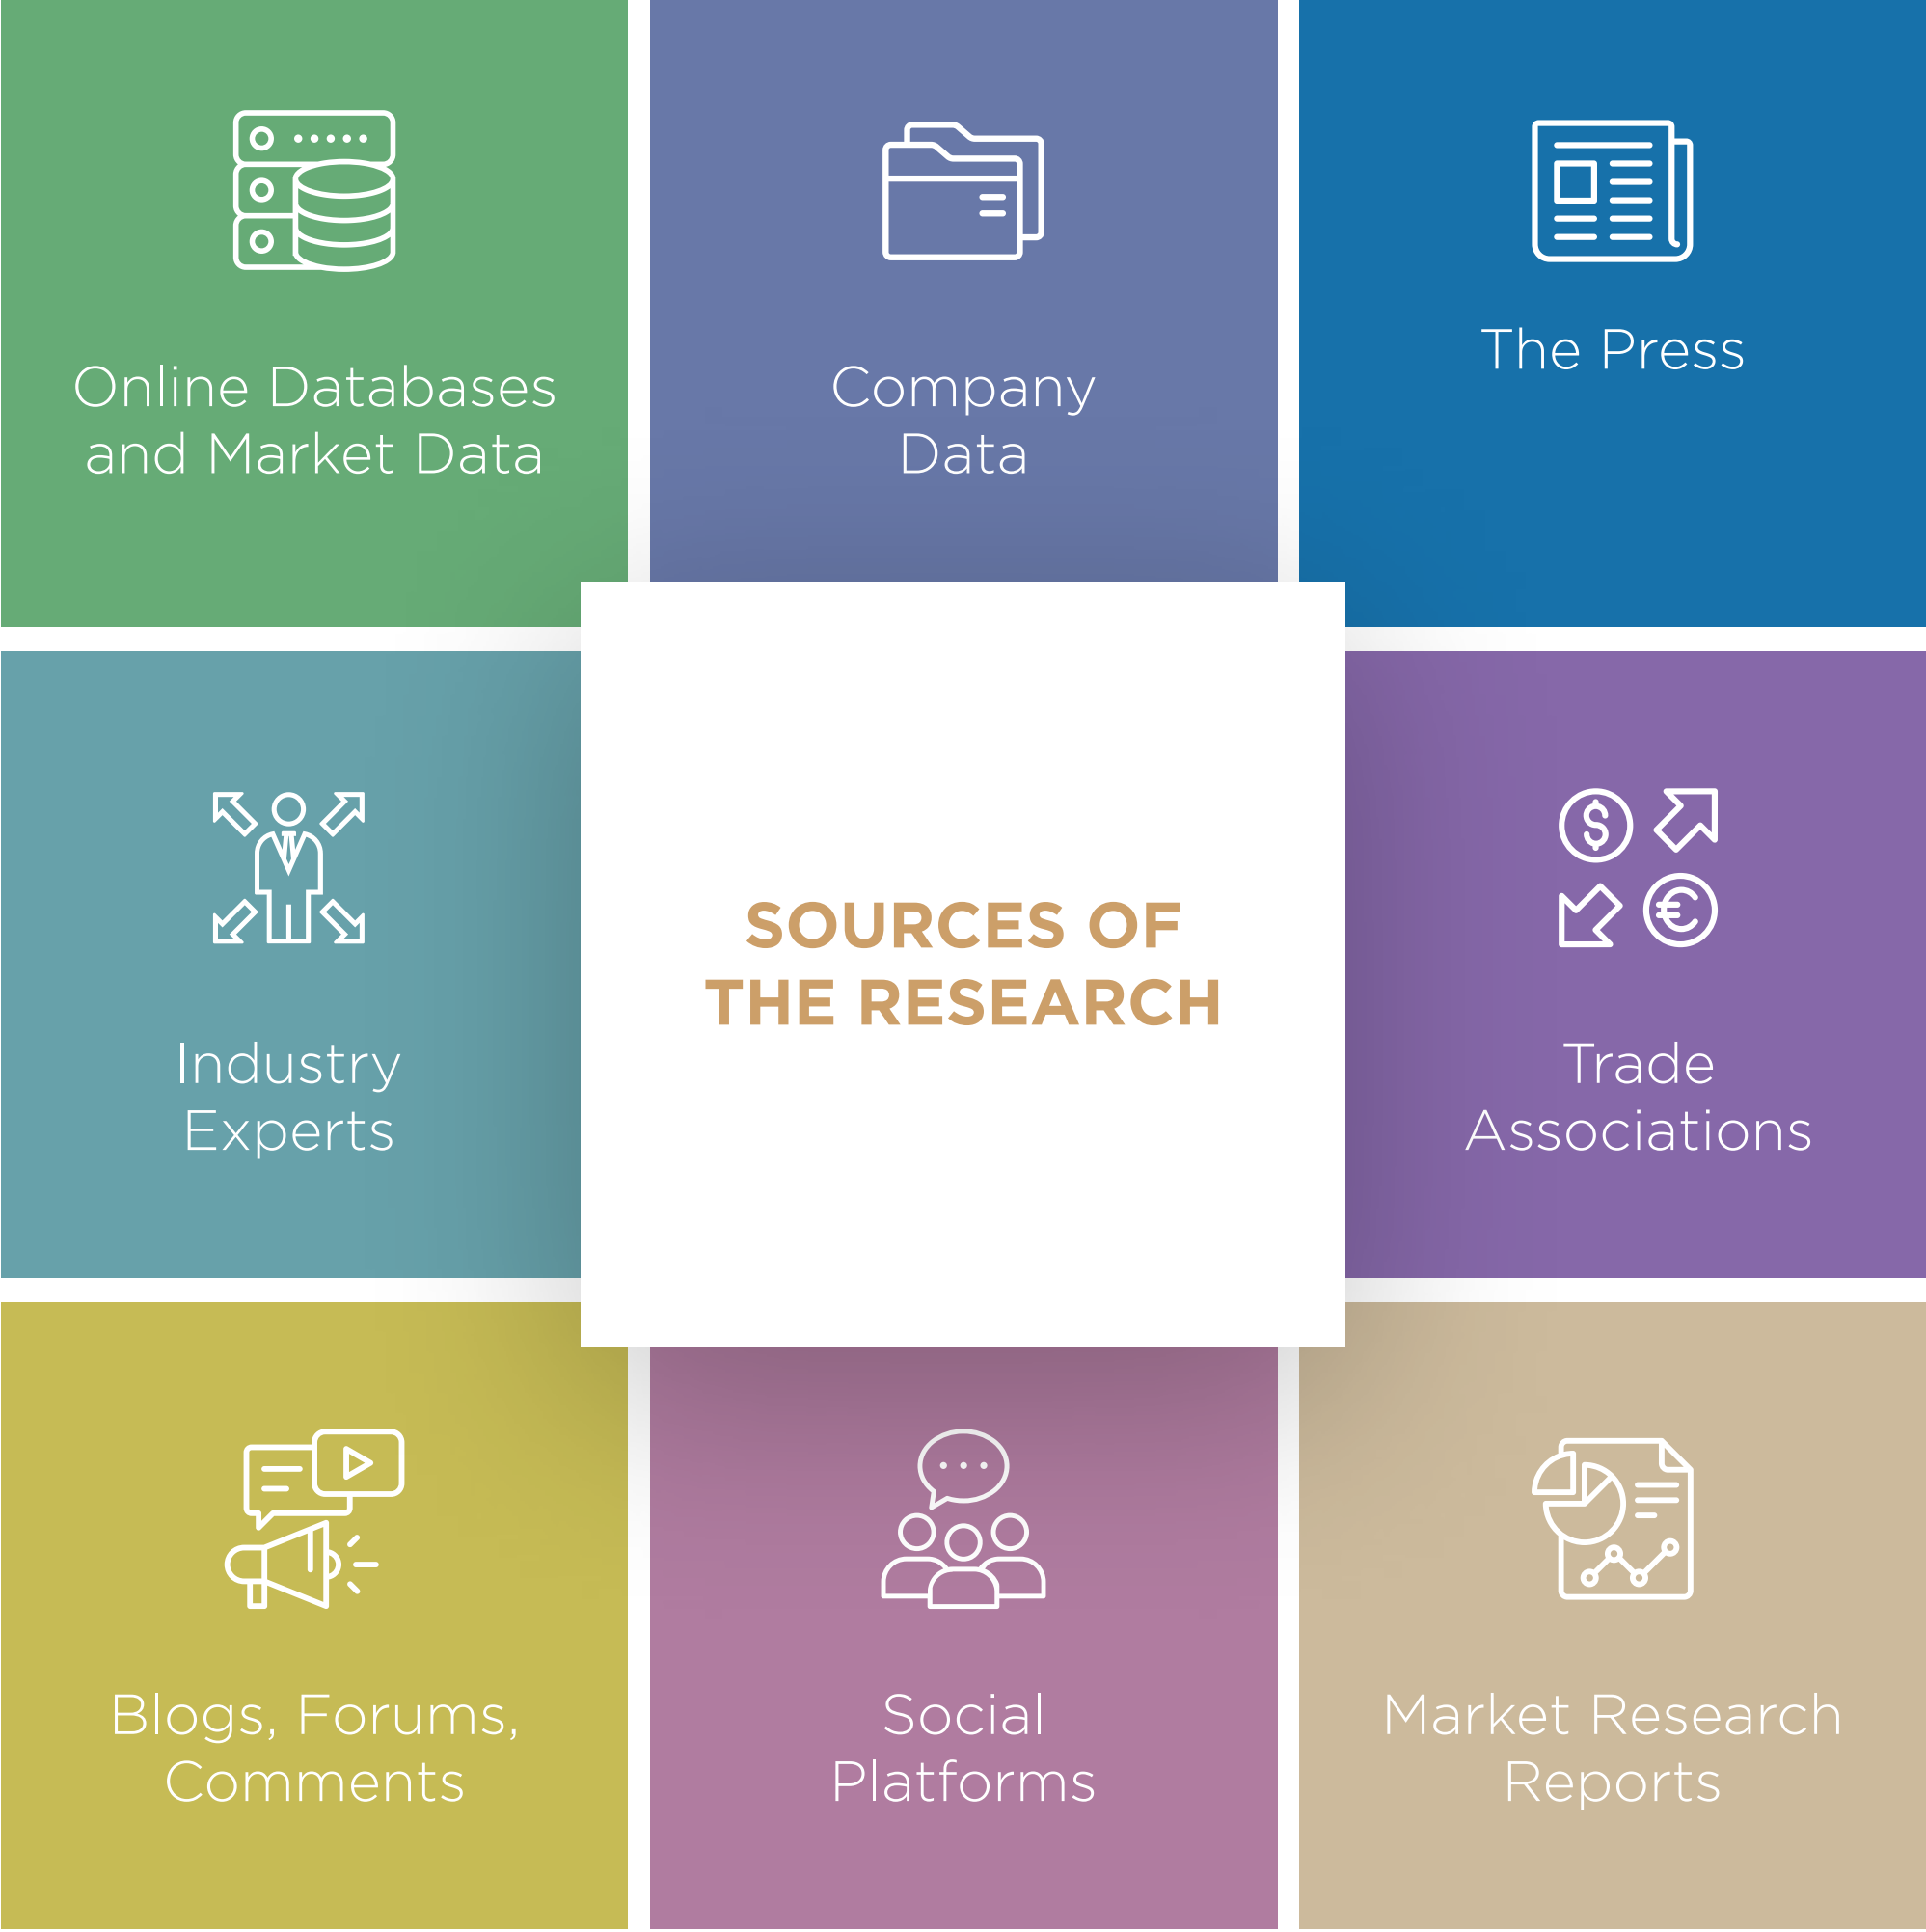 Online Databases
and Market Data
Company
Data
The Press
Industry
Experts
SOURCES OF
THE RESEARCH
Trade
Associations
Blogs, Forums,
Comments
Social
Platforms
Market Research
Reports